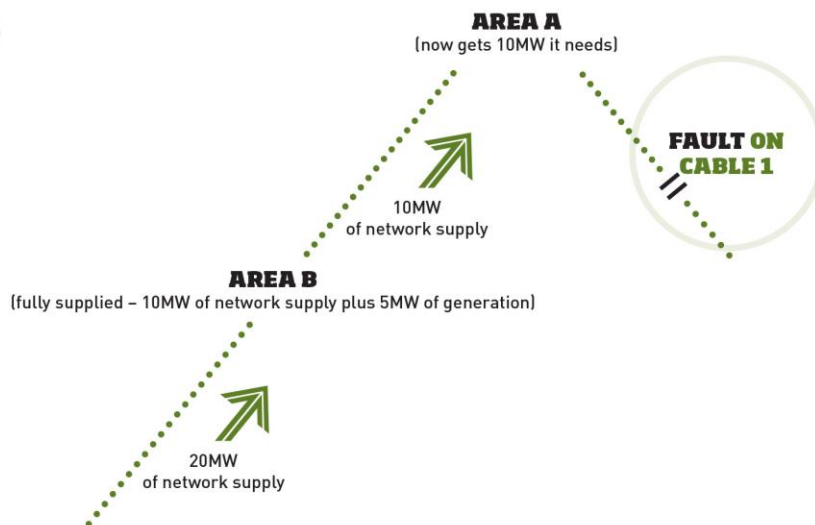 AREA A
(now gets 10MW it needs)
FAULT ON
CABLE 1
10MW
of network supply
AREA B
(fully supplied – 10MW of network supply plus 5MW of generation)
20MW
of network supply